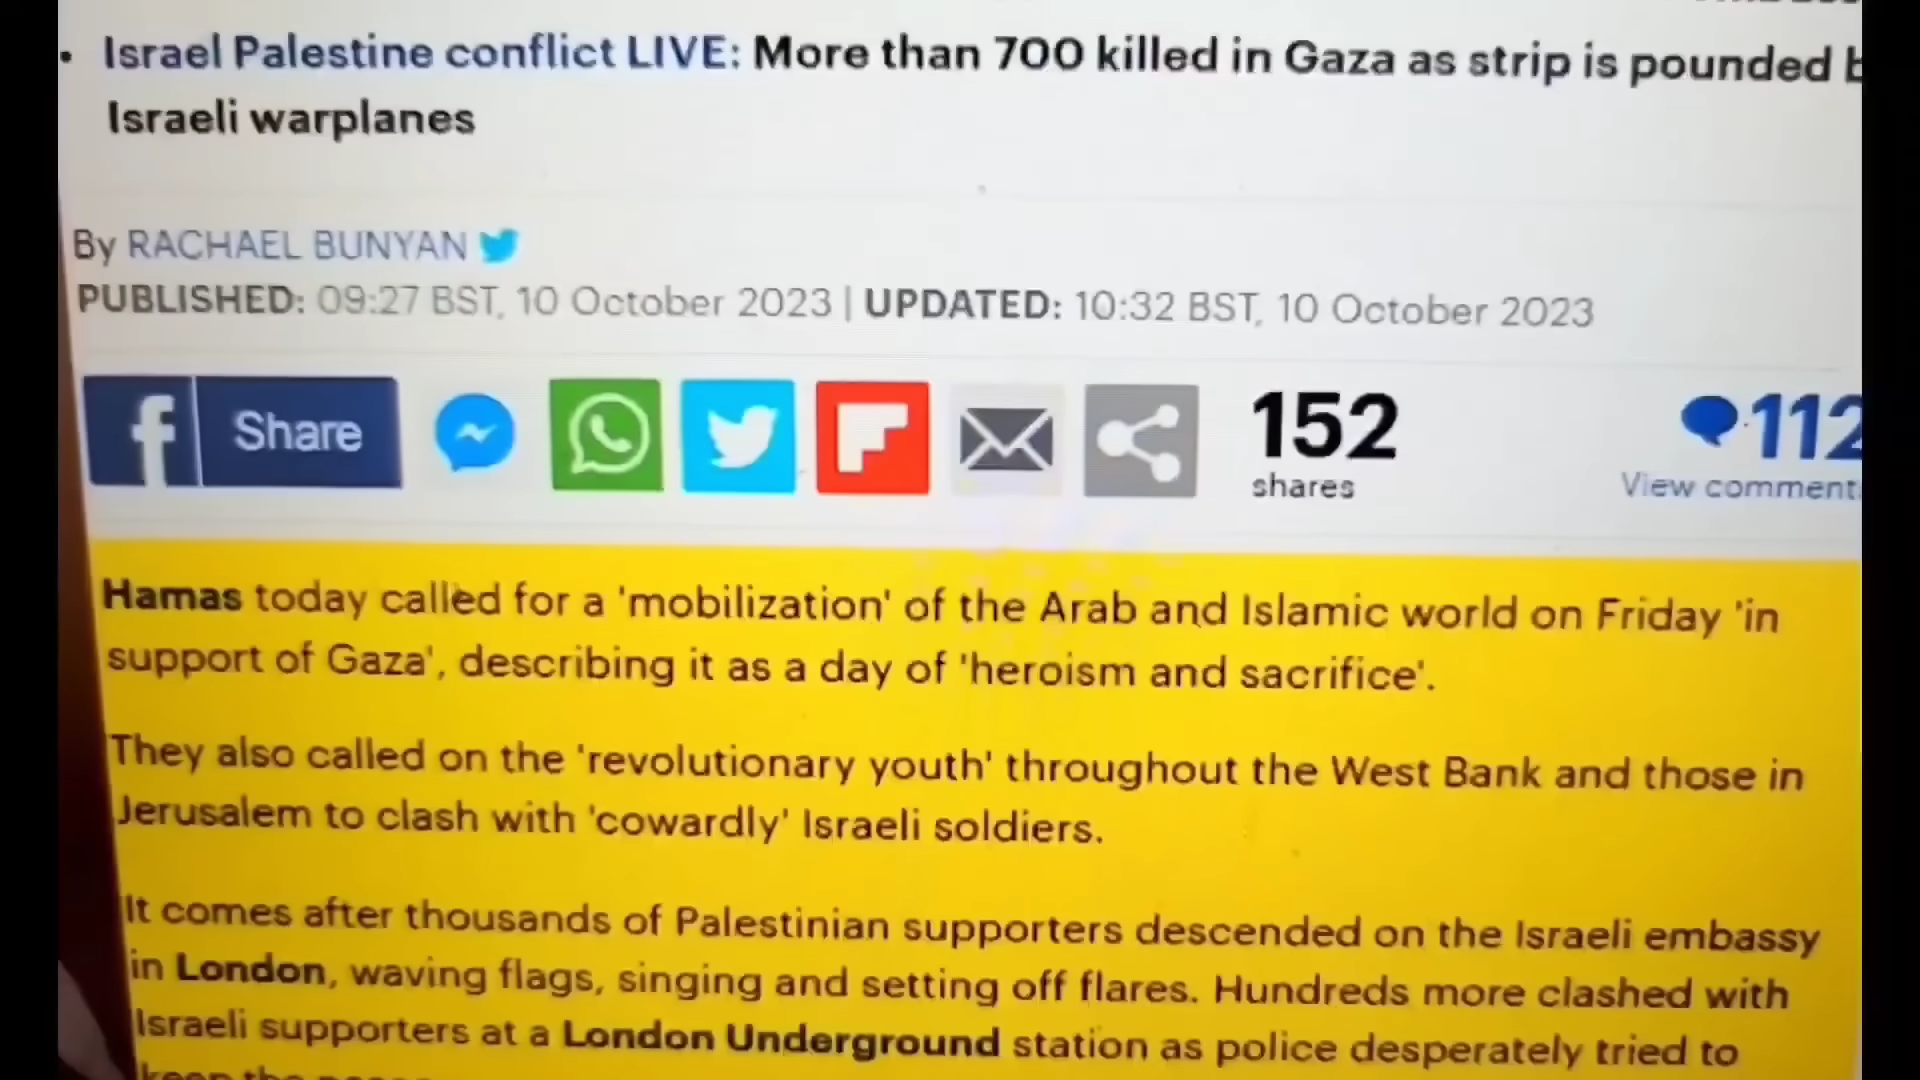 • Israel Palestine conflict LIVE: More than 700 killed in Gaza as strip is pounded
Israeli warplanes
By RACHAEL BUNYAN
PUBLISHED: 09:27 BST, 10 October 2023 | UPDATED: 10:32 BST, 10 October 2023
f Share 152 112
shares View comment
Hamas today called for a 'mobilization' of the Arab and Islamic world on Friday 'in
support of Gaza', describing it as a day of 'heroism and sacrifice'.
They also called on the 'revolutionary youth' throughout the West Bank and those in
Jerusalem to clash with 'cowardly' Israeli soldiers.
It comes after thousands of Palestinian supporters descended on the Israeli embassy
in London, waving flags, singing and setting off flares. Hundreds more clashed with
Israeli supporters at a London Underground station as police desperately tried to